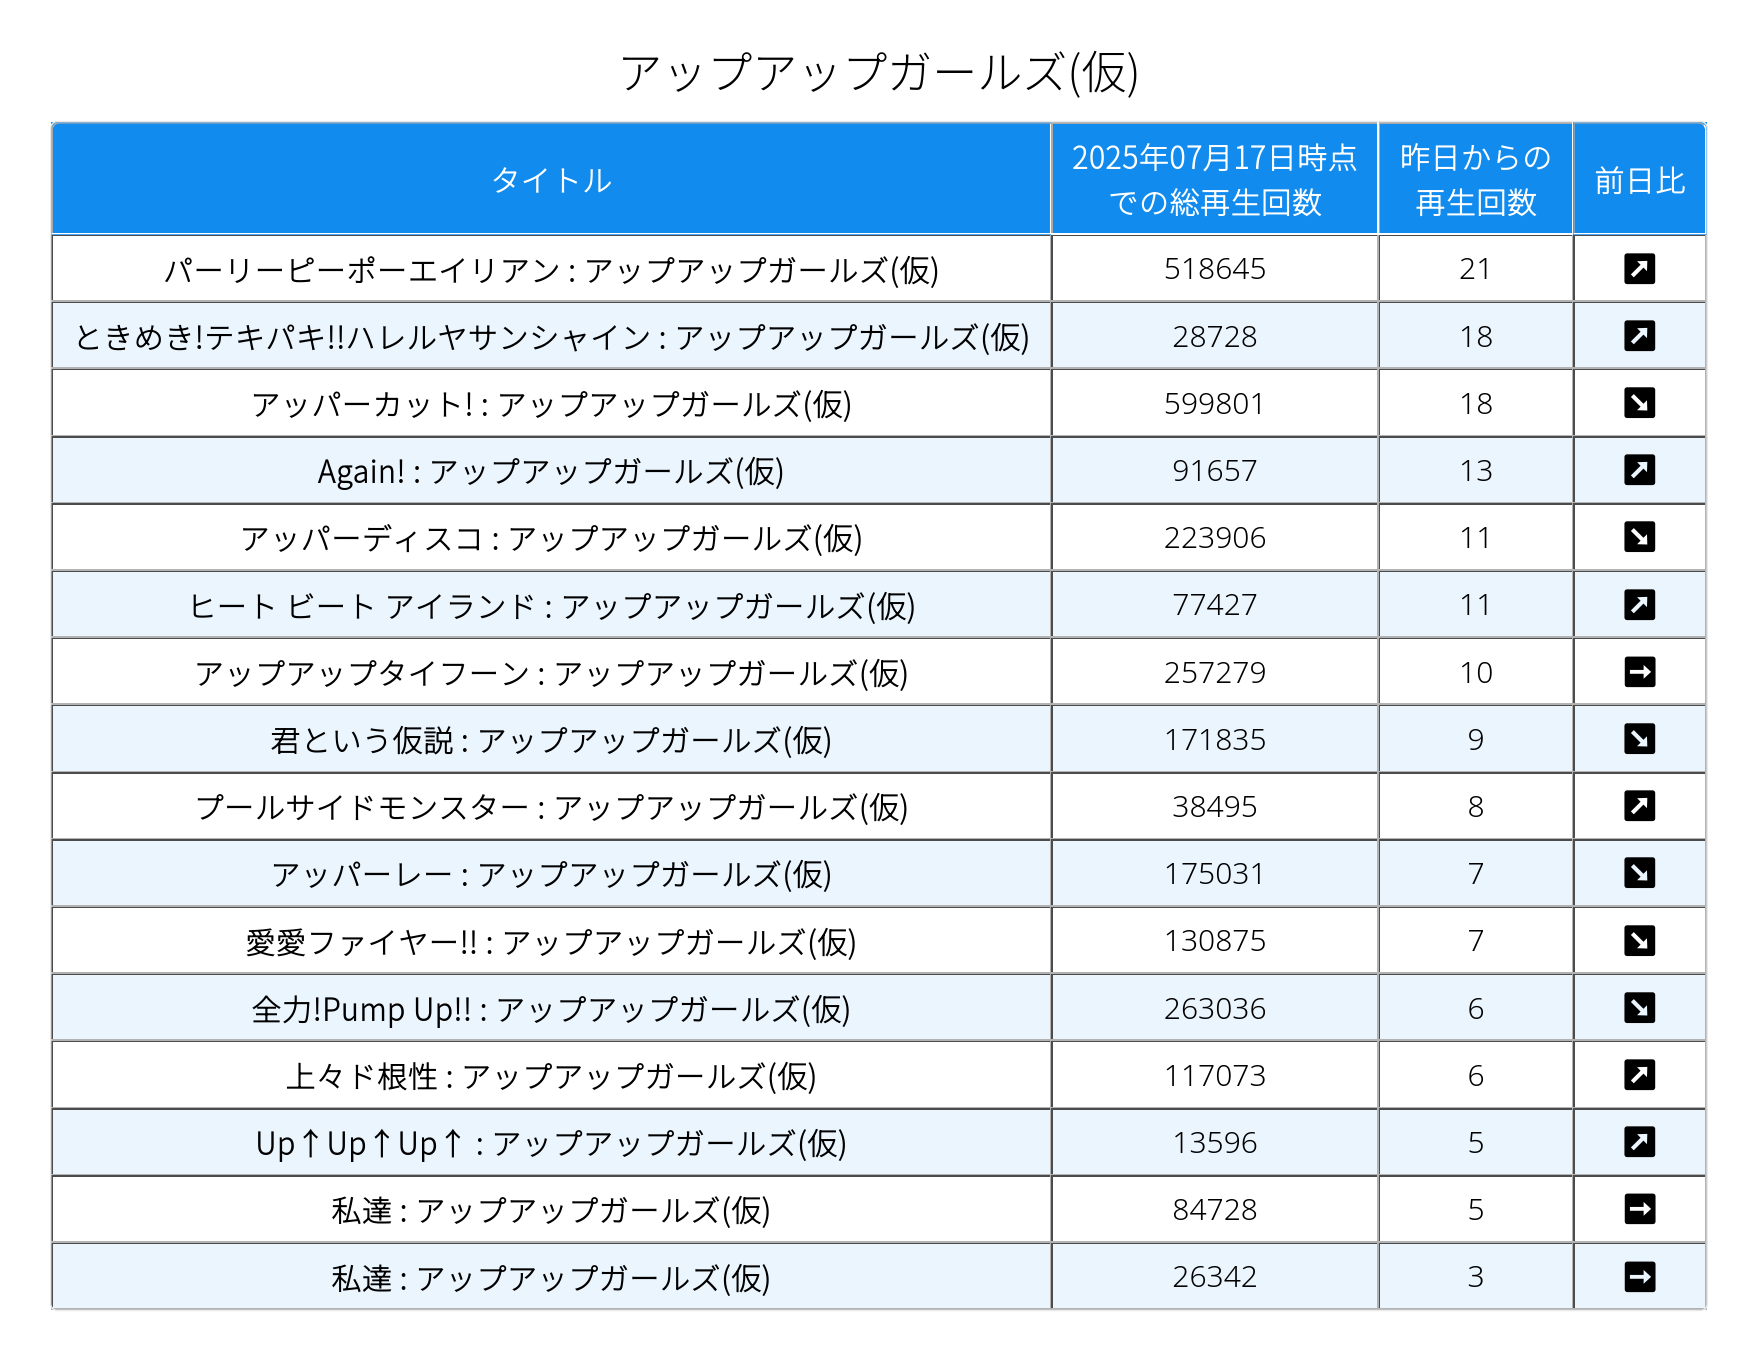 アップアップガールズ(仮)
タイトル 2025年07月17日時点での総再生回数 昨日からの再生回数 前日比
パーリーピーポーエイリアン : アップアップガールズ(仮) 518645 21 ↗
ときめき!テキパキ!!ハレルヤサンシャイン : アップアップガールズ(仮) 28728 18 ↗
アッパーカット! : アップアップガールズ(仮) 599801 18 ↘
Again! : アップアップガールズ(仮) 91657 13 ↗
アッパーディスコ : アップアップガールズ(仮) 223906 11 ↘
ヒート ビート アイランド : アップアップガールズ(仮) 77427 11 ↗
アップアップタイフーン : アップアップガールズ(仮) 257279 10 →
君という仮説 : アップアップガールズ(仮) 171835 9 ↘
プールサイドモンスター : アップアップガールズ(仮) 38495 8 ↗
アッパーレー : アップアップガールズ(仮) 175031 7 ↘
愛愛ファイヤー!! : アップアップガールズ(仮) 130875 7 ↘
全力!Pump Up!! : アップアップガールズ(仮) 263036 6 ↘
上々ド根性 : アップアップガールズ(仮) 117073 6 ↗
Up↑Up↑Up↑ : アップアップガールズ(仮) 13596 5 ↗
私達 : アップアップガールズ(仮) 84728 5 →
私達 : アップアップガールズ(仮) 26342 3 →